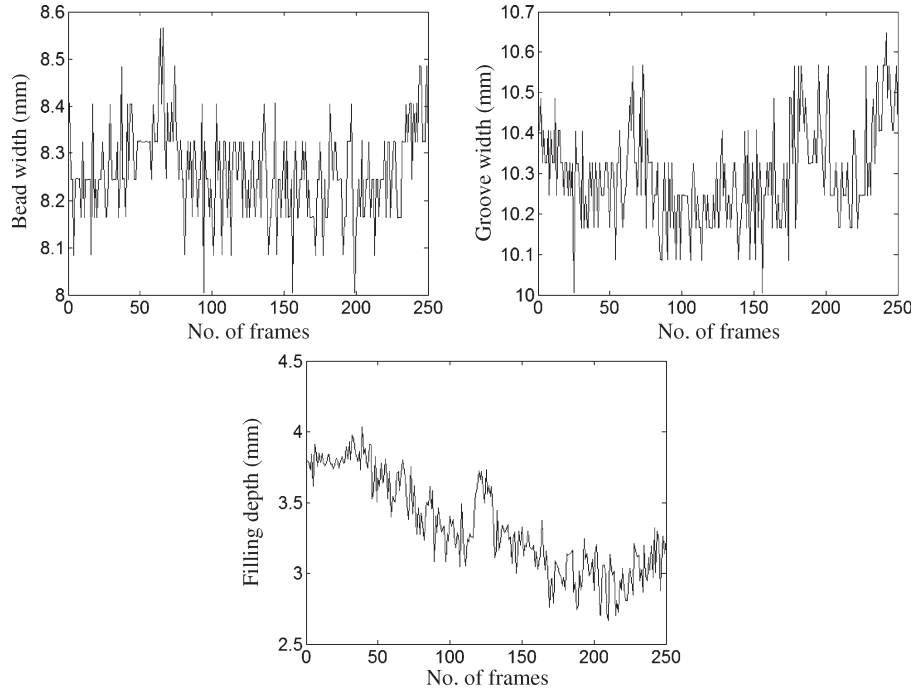 8.6
8.5
8.4
8.3
8.2
8.1
8
Bead width (mm)
0 50 100 150 200 250
No. of frames
10.7
10.6
10.5
10.4
10.3
10.2
10.1
10
Groove width (mm)
0 50 100 150 200 250
No. of frames
4.5
4
3.5
3
2.5
Filling depth (mm)
0 50 100 150 200 250
No. of frames